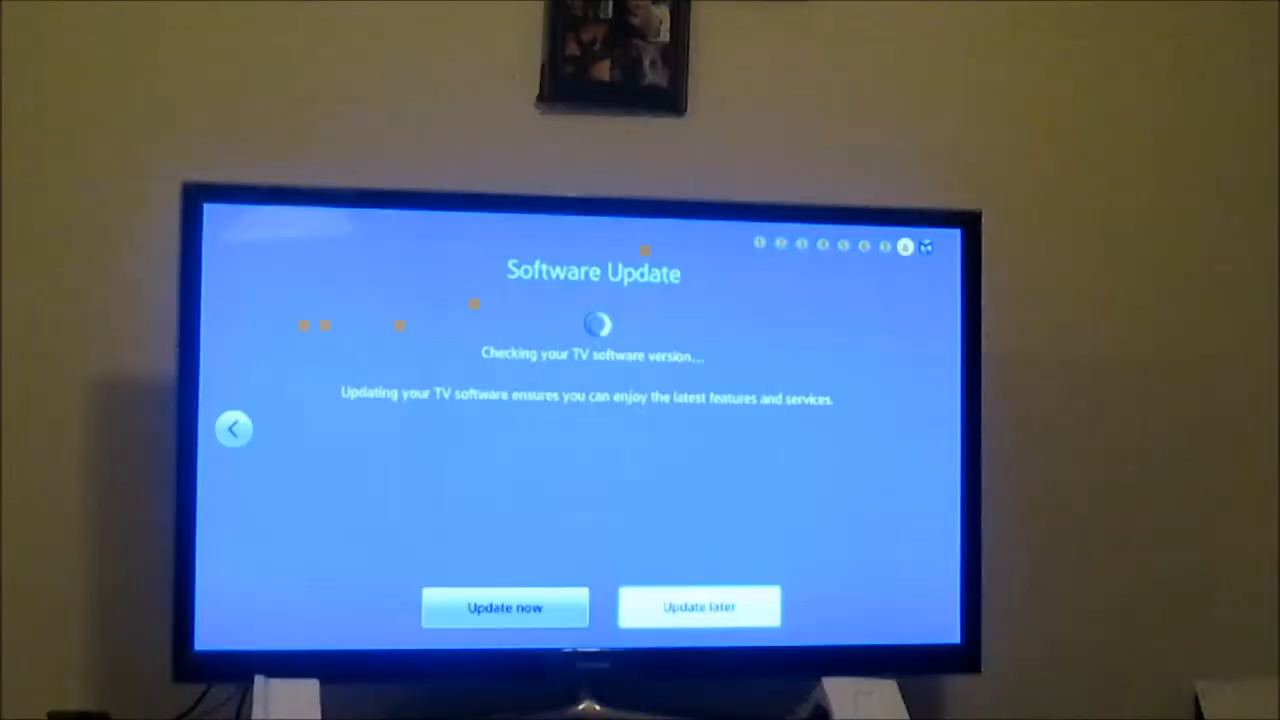 Software Update
Checking your TV software version...
Updating your TV software ensures you can enjoy the latest features and services.
Update now
Update later